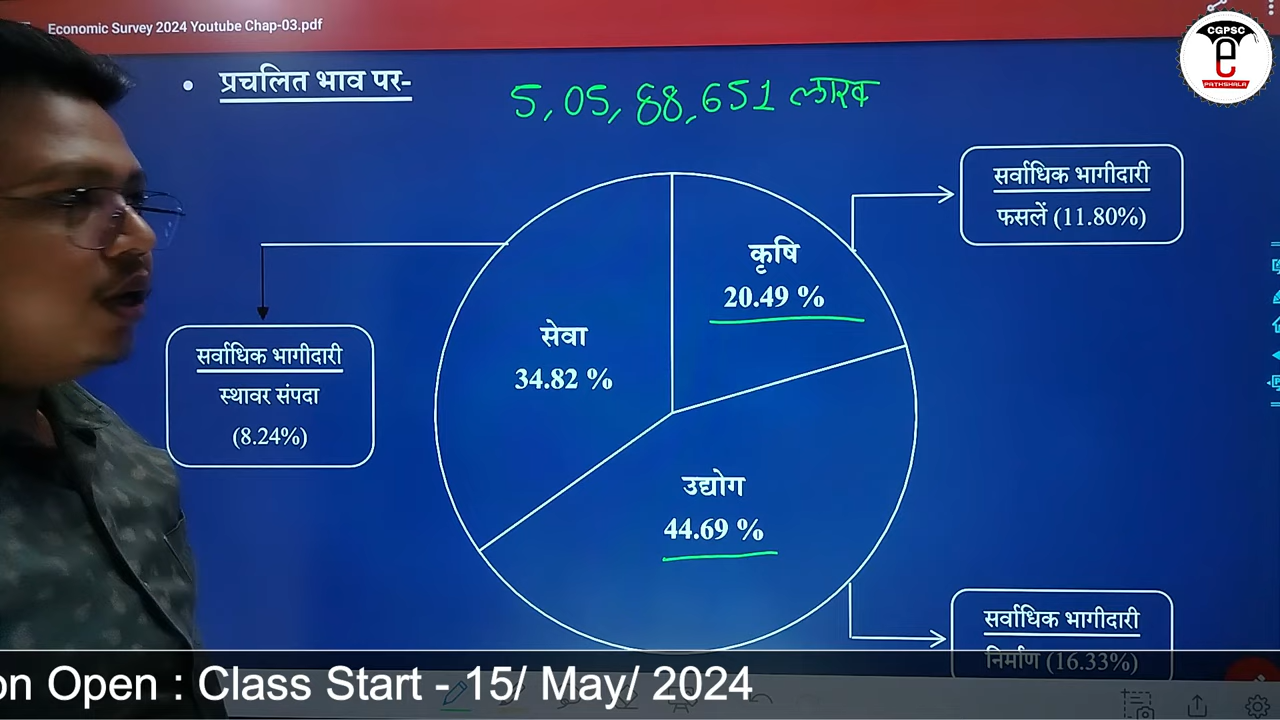 Economic Survey 2024 Youtube Chap-03.pdf
CGPSC
e
PATHSHALA
• प्रचलित भाव पर-
5,05,88,651 लाख
सर्वाधिक भागीदारी
फसलें (11.80%)
कृषि
20.49 %
सेवा
34.82 %
सर्वाधिक भागीदारी
स्थावर संपदा
(8.24%)
उद्योग
44.69 %
सर्वाधिक भागीदारी
निर्माण (16.33%)
on Open : Class Start - 15/ May/ 2024